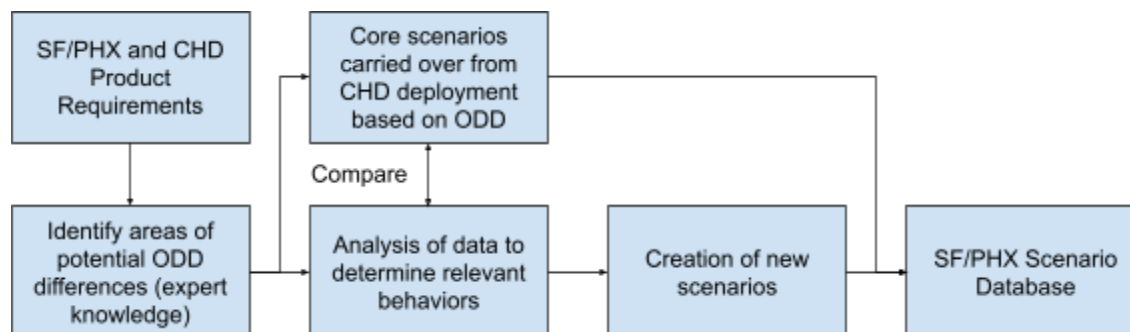 SF/PHX and CHD
Product
Requirements
Core scenarios
carried over from
CHD deployment
based on ODD
Compare
Identify areas of
potential ODD
differences (expert
knowledge)
Analysis of data to
determine relevant
behaviors
Creation of new
scenarios
SF/PHX Scenario
Database